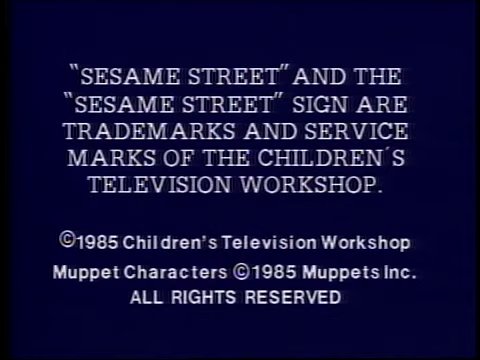 "SESAME STREET" AND THE
"SESAME STREET" SIGN ARE
TRADEMARKS AND SERVICE
MARKS OF THE CHILDREN'S
TELEVISION WORKSHOP.
©1985 Children's Television Workshop
Muppet Characters ©1985 Muppets Inc.
ALL RIGHTS RESERVED